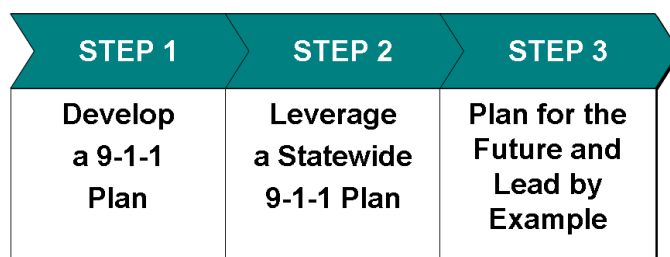 STEP 1
STEP 2
STEP 3
Develop
a 9-1-1
Plan
Leverage
a Statewide
9-1-1 Plan
Plan for the
Future and
Lead by
Example